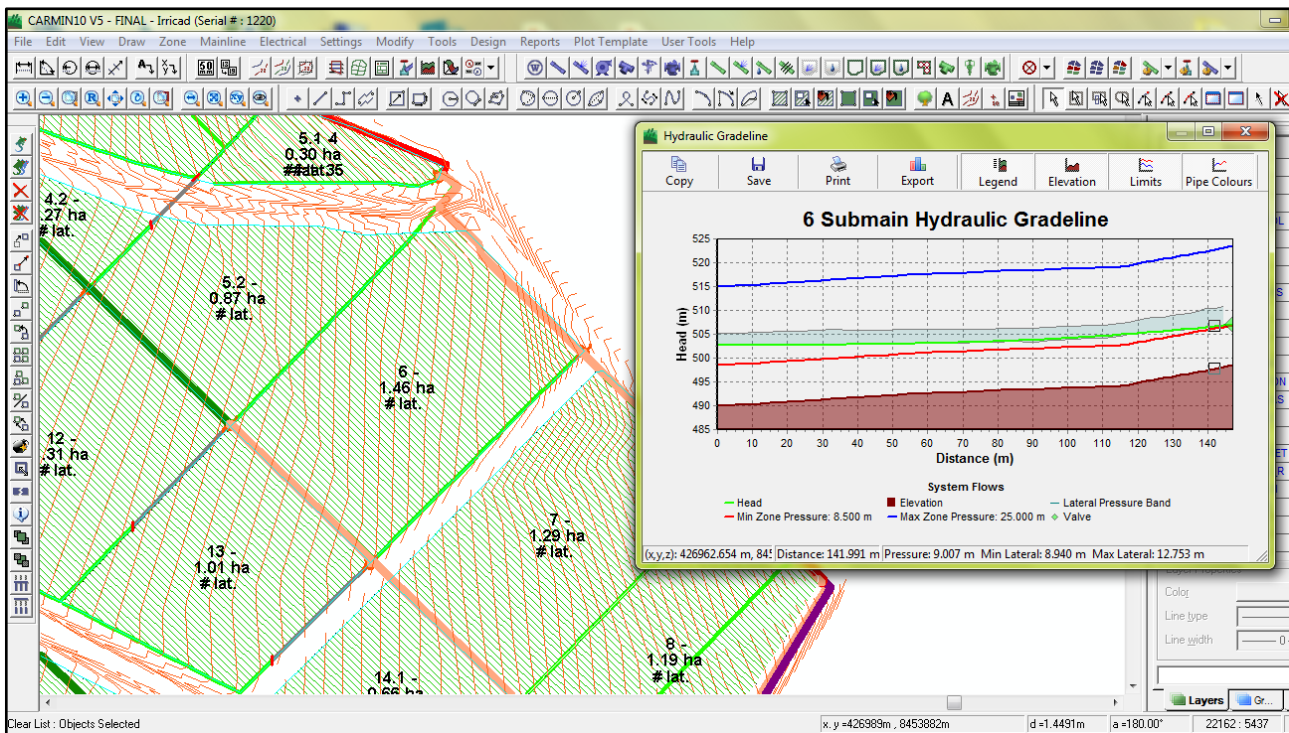 CARMIN10 V5 - FINAL - Irricad (Serial # : 1220)
File Edit View Draw Zone Mainline Electrical Settings Modify Tools Design Reports Plot Template User Tools Help
5.1-4
0.30 ha
4.2 -
.27 ha
# lat.
5.2 -
0.87 ha
# lat.
6 -
1.46 ha
# lat.
12 -
.31 ha
# lat.
7 -
1.29 ha
# lat.
13 -
1.01 ha
# lat.
8 -
1.19 ha
# lat.
14.1 -
0.66 ha
# lat.
Hydraulic Gradeline
Copy Save Print Export Legend Elevation Limits Pipe Colours
6 Submain Hydraulic Gradeline
525
520
515
510
505
500
495
490
485
Head (m)
0 10 20 30 40 50 60 70 80 90 100 110 120 130 140
Distance (m)
System Flows
Head Elevation Lateral Pressure Band
Min Zone Pressure: 8.500 m Max Zone Pressure: 25.000 m Valve
(x,y,z): 426962.654 m, 845 Distance: 141.991 m Pressure: 9.007 m Min Lateral: 8.940 m Max Lateral: 12.753 m
Color
Line type
Line width
Layers Gr...
Clear List : Objects Selected x. y =426989m , 8453882m d =1.4491m a =180.00° 22162 : 5437